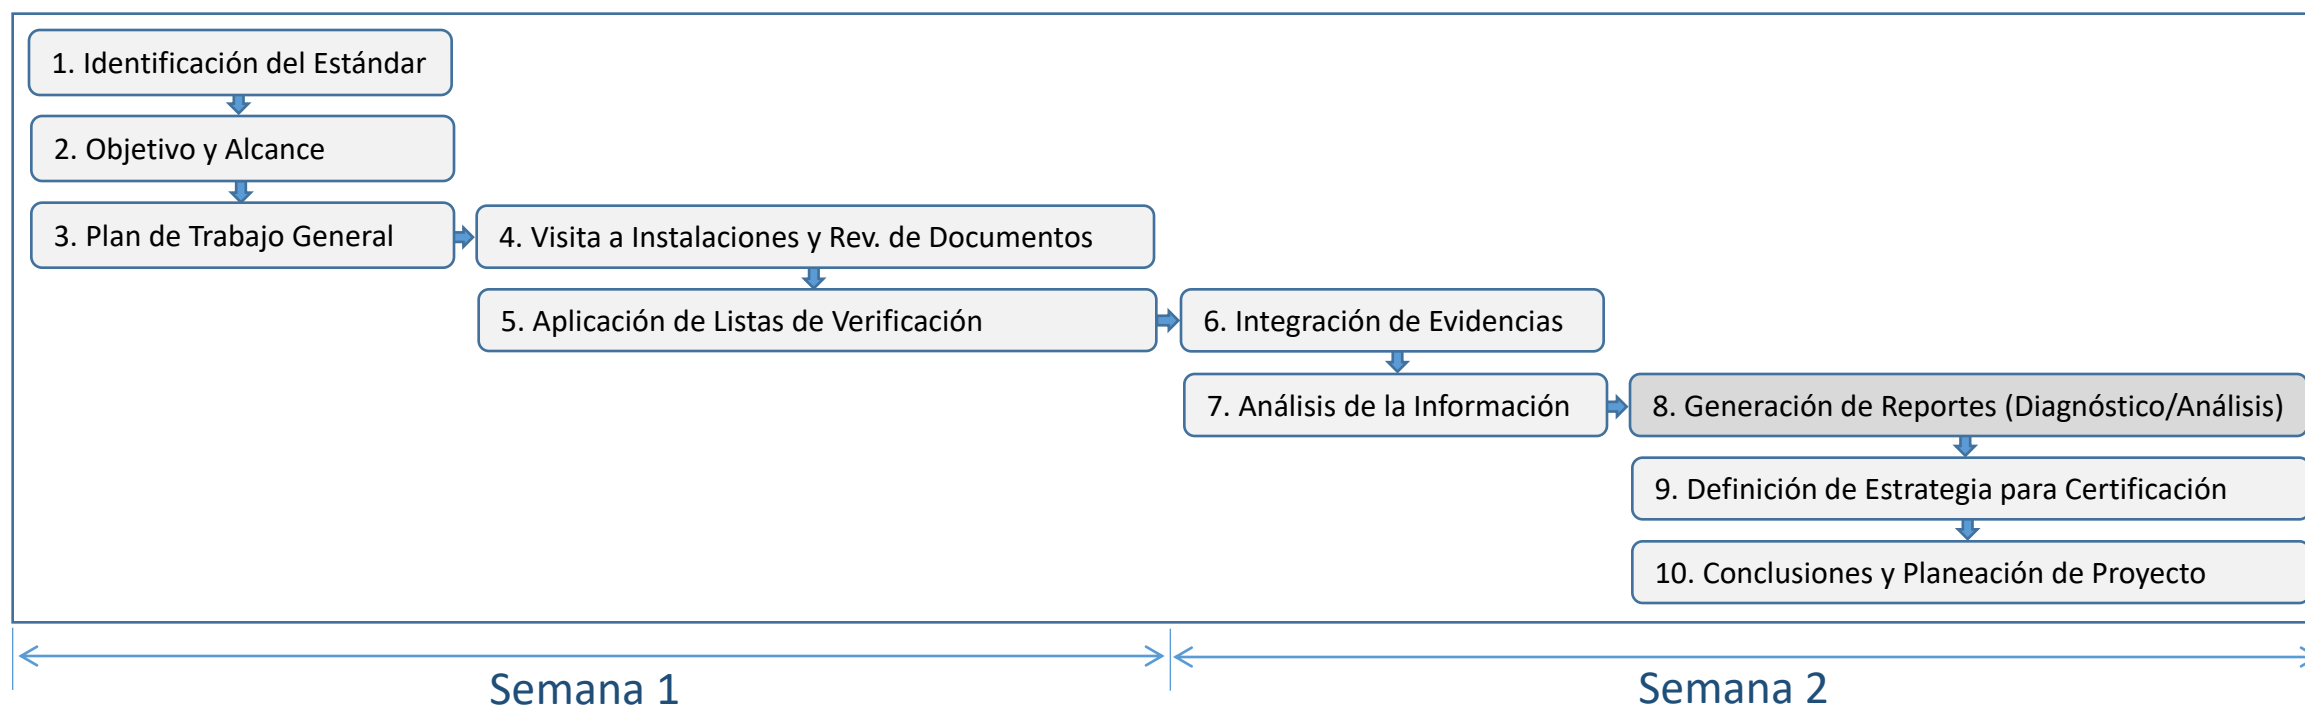 1. Identificación del Estándar
2. Objetivo y Alcance
3. Plan de Trabajo General
4. Visita a Instalaciones y Rev. de Documentos
5. Aplicación de Listas de Verificación
6. Integración de Evidencias
7. Análisis de la Información
8. Generación de Reportes (Diagnóstico/Análisis)
9. Definición de Estrategia para Certificación
10. Conclusiones y Planeación de Proyecto
Semana 1
Semana 2